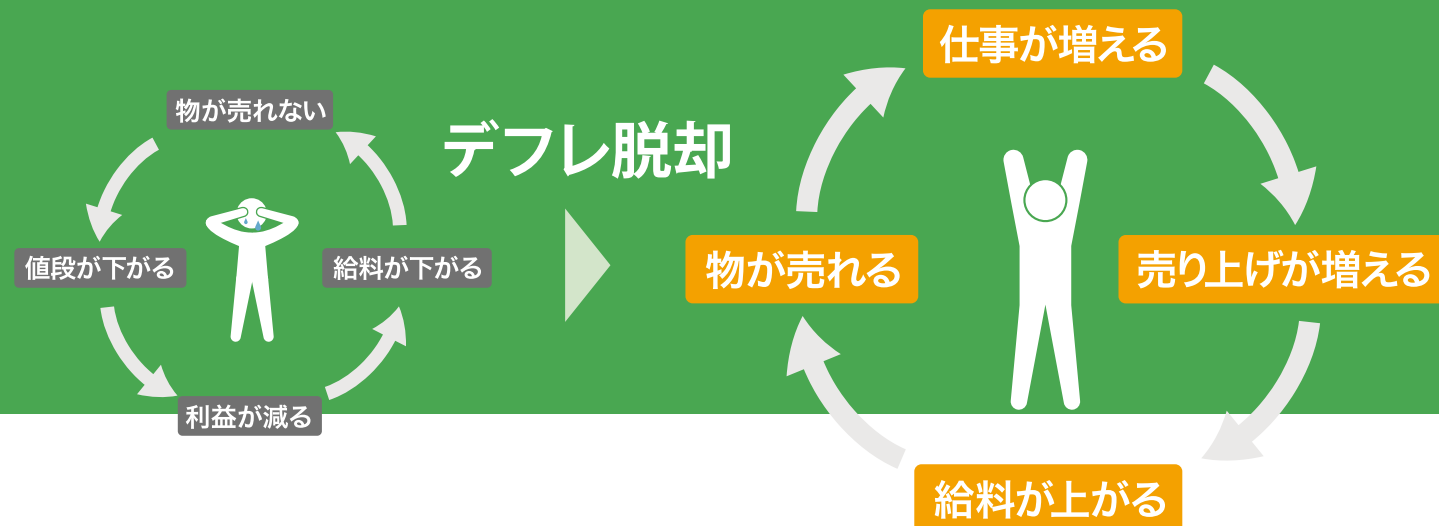 物が売れない
値段が下がる
給料が下がる
利益が減る
デフレ脱却
仕事が増える
物が売れる
売り上げが増える
給料が上がる